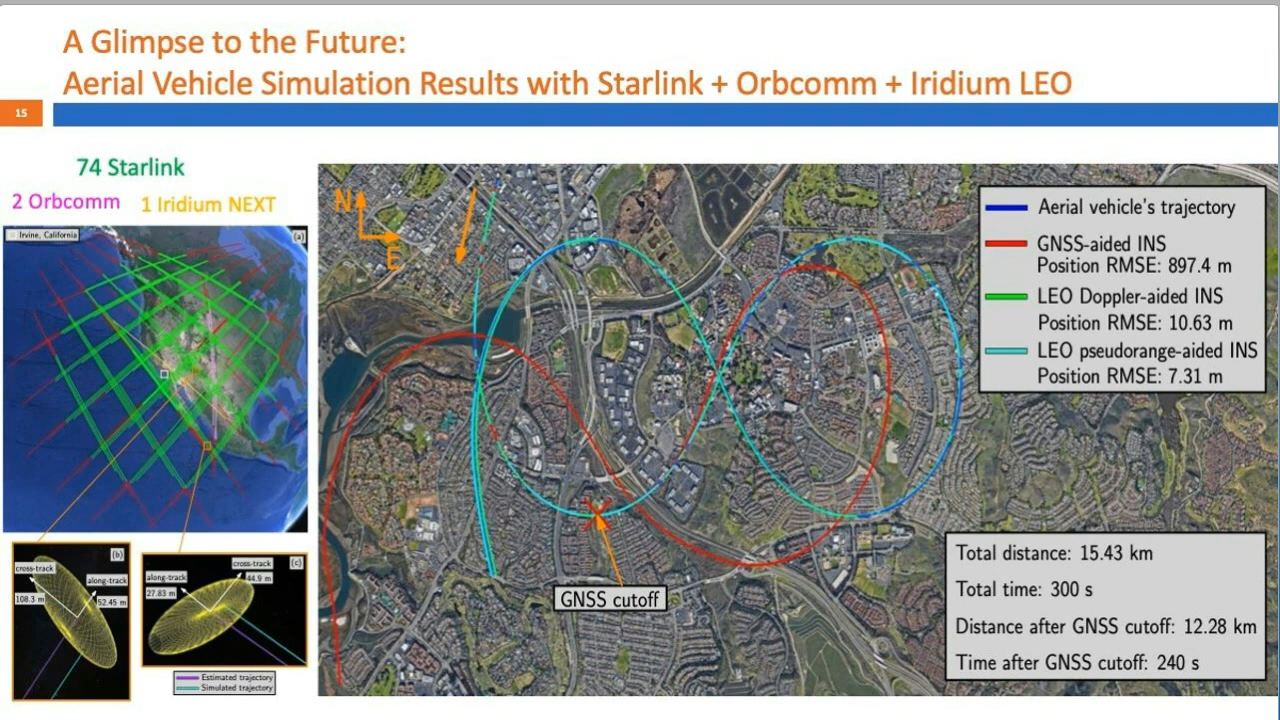 A Glimpse to the Future:
Aerial Vehicle Simulation Results with Starlink + Orbcomm + Iridium LEO
15
74 Starlink
2 Orbcomm 1 Iridium NEXT
Irvine, California
(a)
N
E
Aerial vehicle's trajectory
GNSS-aided INS
Position RMSE: 897.4 m
LEO Doppler-aided INS
Position RMSE: 10.63 m
LEO pseudorange-aided INS
Position RMSE: 7.31 m
GNSS cutoff
Total distance: 15.43 km
Total time: 300 s
Distance after GNSS cutoff: 12.28 km
Time after GNSS cutoff: 240 s
(b)
cross-track
along-track
108.3 m
52.45 m
(c)
cross-track
along-track
44.9 m
27.83 m
Estimated trajectory
Simulated trajectory